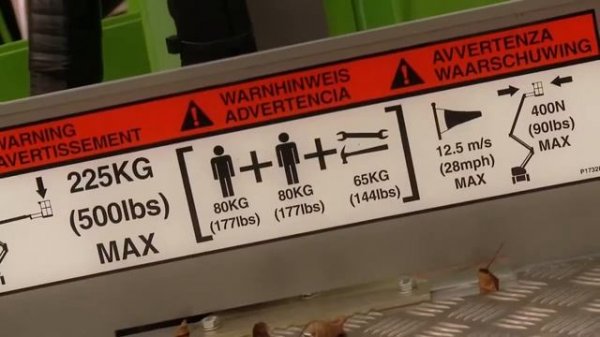 WARNING
AVERTISSEMENT
WARNHINWEIS
ADVERTENCIA
AVVERTENZA
WAARSCHUWING
225KG
(500lbs)
MAX
80KG
(177lbs)
80KG
(177lbs)
65KG
(144lbs)
12.5 m/s
(28mph)
MAX
400N
(90lbs)
MAX